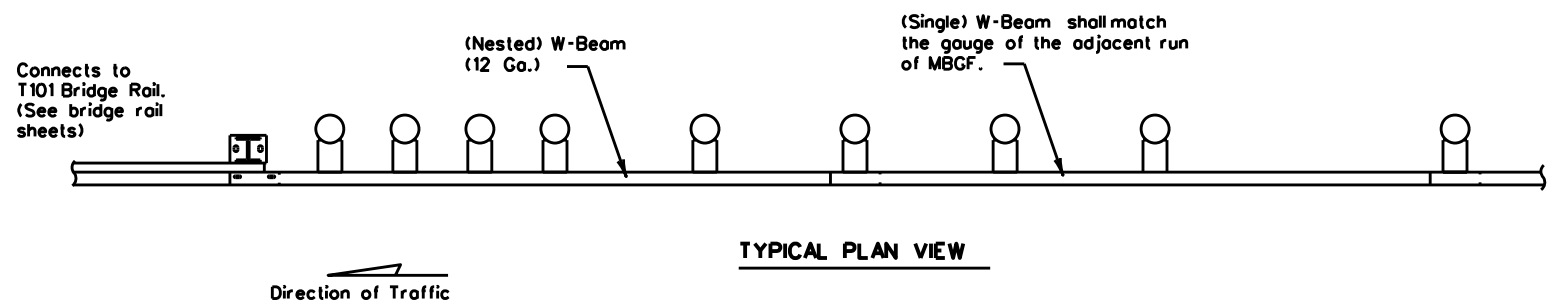 Connects to
T101 Bridge Rail.
(See bridge rail
sheets)
(Nested) W-Beam
(12 Ga.)
(Single) W-Beam shall match
the gauge of the adjacent run
of MBGF.
TYPICAL PLAN VIEW
Direction of Traffic